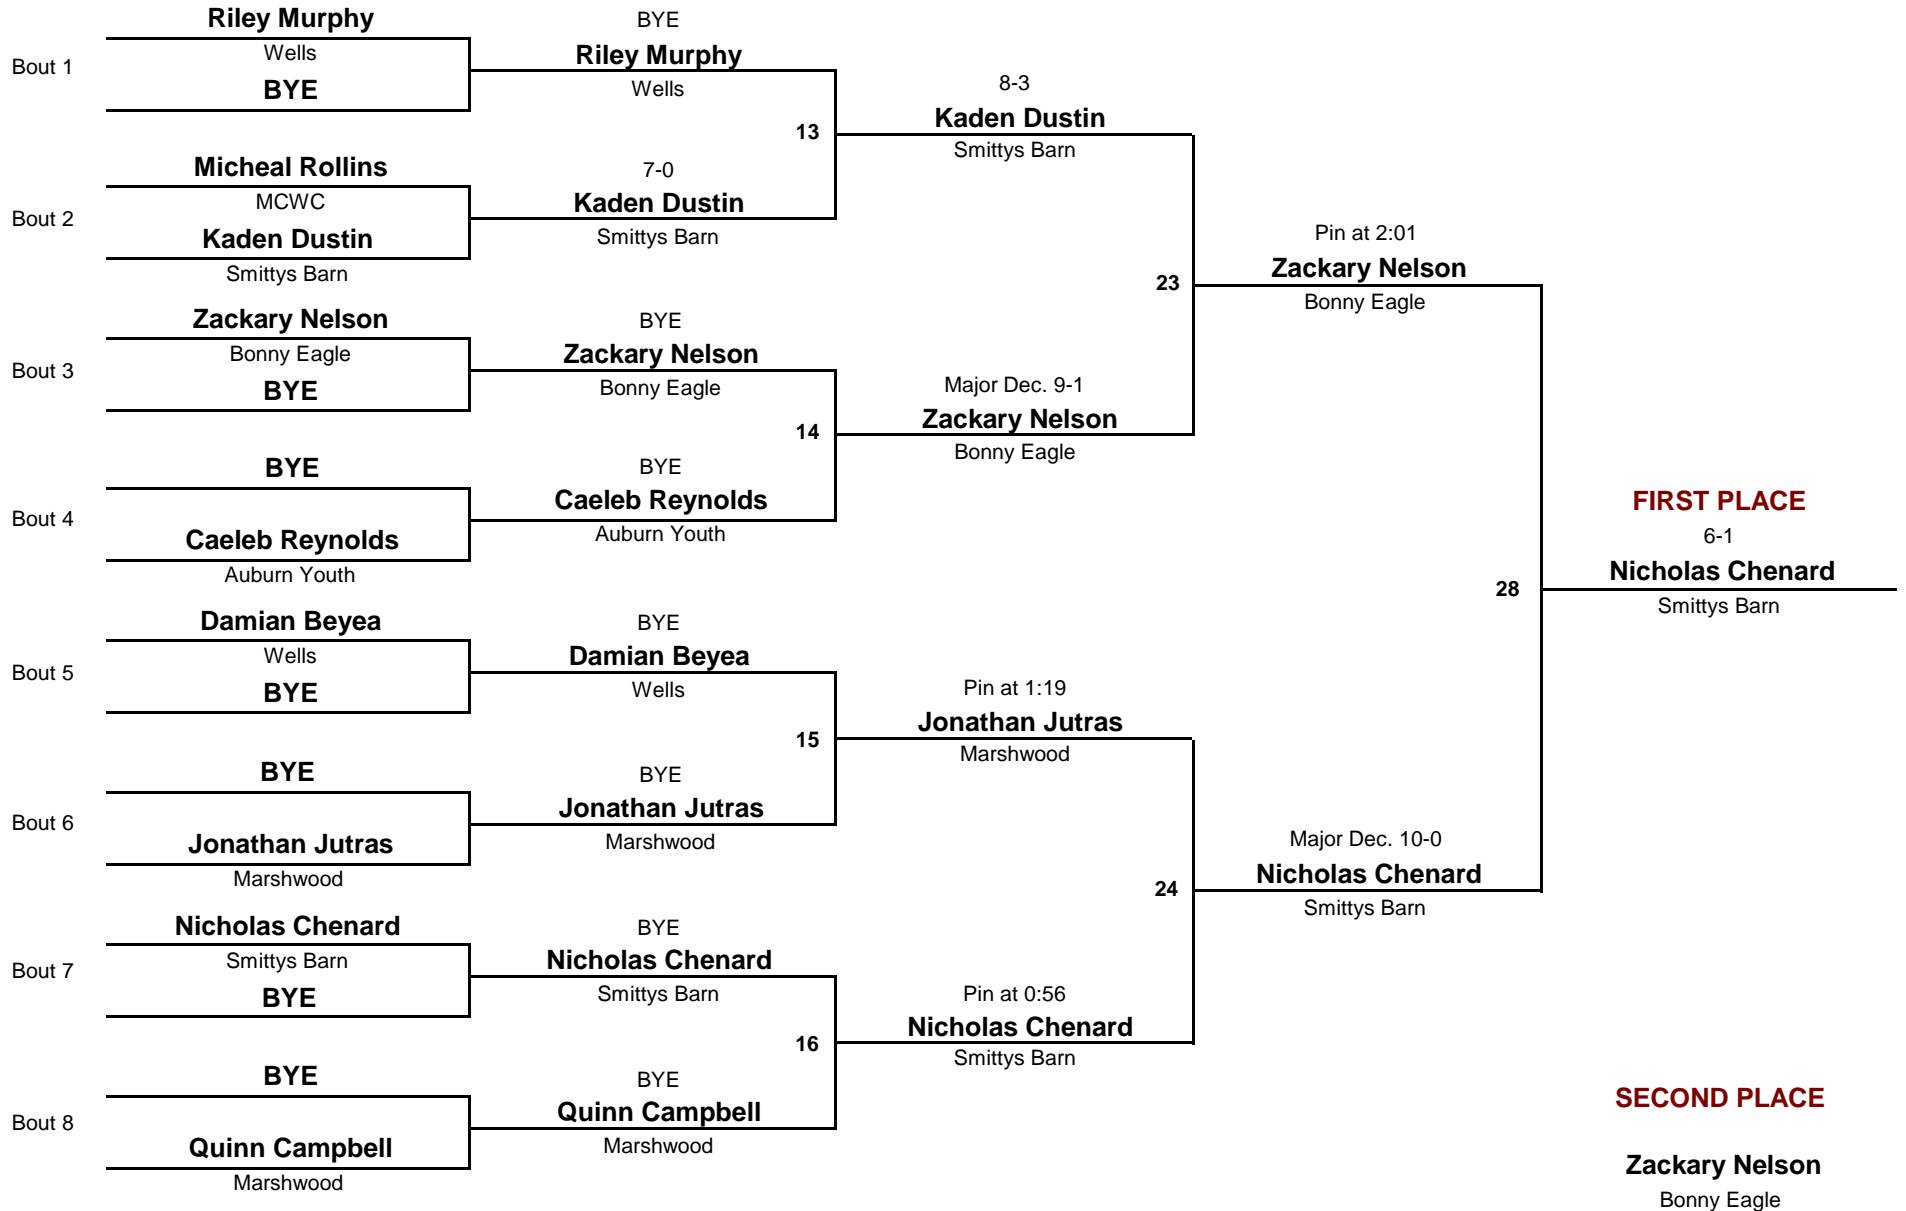 Riley Murphy
Wells
Bout 1
BYE
Micheal Rollins
MCWC
Bout 2
Kaden Dustin
Smittys Barn
Zackary Nelson
Bonny Eagle
Bout 3
BYE
BYE
Bout 4
Caeleb Reynolds
Auburn Youth
Damian Beyea
Wells
Bout 5
BYE
BYE
Bout 6
Jonathan Jutras
Marshwood
Nicholas Chenard
Smittys Barn
Bout 7
BYE
BYE
Bout 8
Quinn Campbell
Marshwood
BYE
Riley Murphy
Wells
13
7-0
Kaden Dustin
Smittys Barn
BYE
Zackary Nelson
Bonny Eagle
14
BYE
Caeleb Reynolds
Auburn Youth
BYE
Damian Beyea
Wells
15
BYE
Jonathan Jutras
Marshwood
BYE
Nicholas Chenard
Smittys Barn
16
BYE
Quinn Campbell
Marshwood
8-3
Kaden Dustin
Smittys Barn
23
Major Dec. 9-1
Zackary Nelson
Bonny Eagle
Pin at 1:19
Jonathan Jutras
Marshwood
24
Pin at 0:56
Nicholas Chenard
Smittys Barn
Pin at 2:01
Zackary Nelson
Bonny Eagle
28
Major Dec. 10-0
Nicholas Chenard
Smittys Barn
FIRST PLACE
6-1
Nicholas Chenard
Smittys Barn
SECOND PLACE
Zackary Nelson
Bonny Eagle